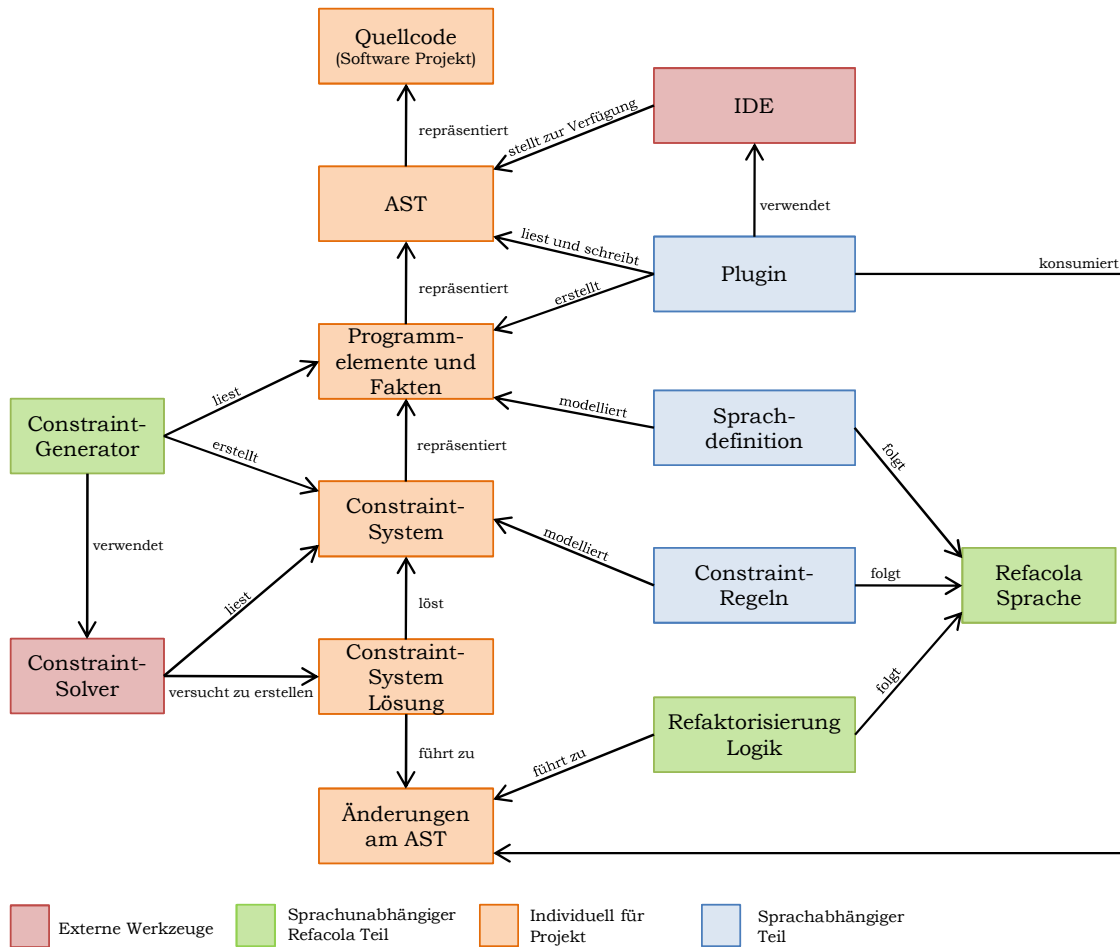 Quellcode
(Software Projekt)
IDE
repräsentiert
stellt zur Verfügung
AST
verwendet
liest und schreibt
Plugin
konsumiert
repräsentiert
erstellt
Programm-
elemente und
Fakten
liest
modelliert
Sprach-
definition
Constraint-
Generator
erstellt
repräsentiert
folgt
Constraint-
System
verwendet
modelliert
Constraint-
Regeln
folgt
Refacola
Sprache
liest
löst
Constraint-
Solver
versucht zu erstellen
Constraint-
System
Lösung
folgt
Refaktorisierung
Logik
führt zu
führt zu
Änderungen
am AST
Externe Werkzeuge
Sprachunabhängiger
Refacola Teil
Individuell für
Projekt
Sprachabhängiger
Teil